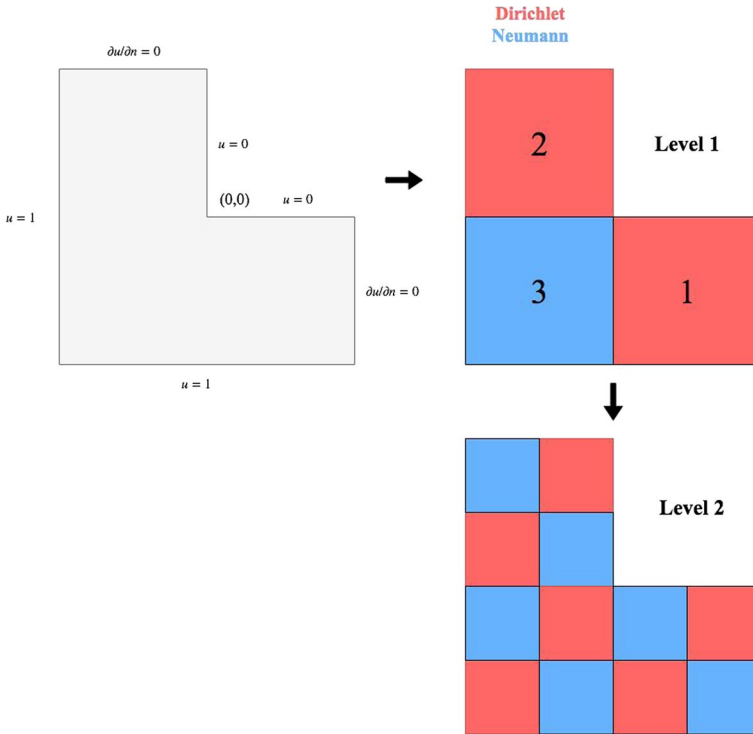 ∂u/∂n = 0
u = 0
(0,0)
u = 0
u = 1
∂u/∂n = 0
u = 1
Dirichlet
Neumann
2
Level 1
3
1
Level 2